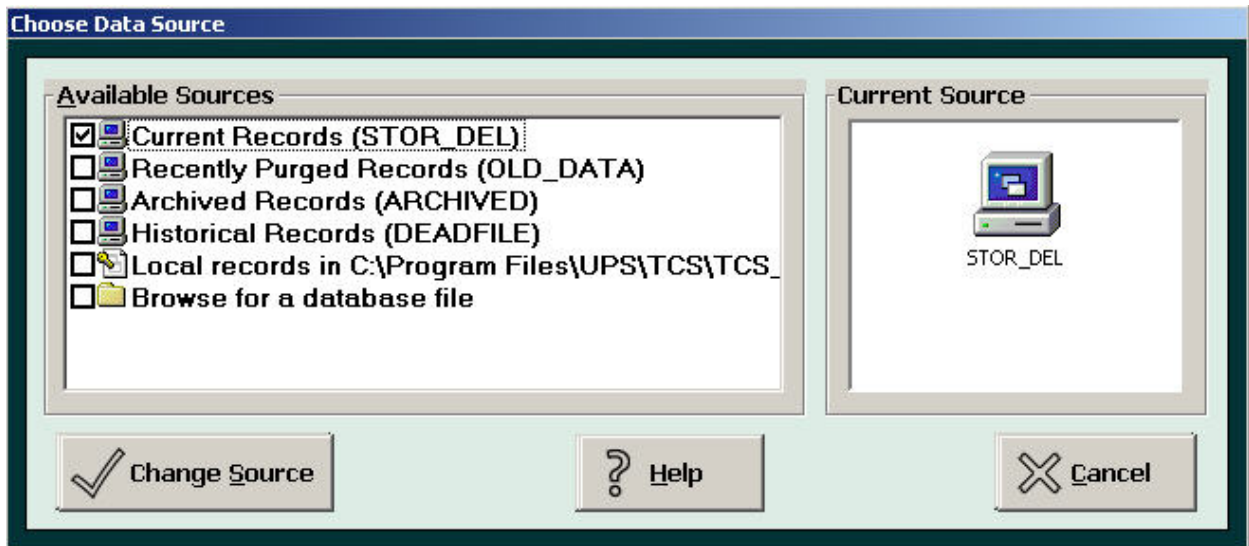 Choose Data Source
Available Sources
Current Records (STOR_DEL)
Recently Purged Records (OLD_DATA)
Archived Records (ARCHIVED)
Historical Records (DEADFILE)
Local records in C:\Program Files\UPS\TCS\TCS_
Browse for a database file
Current Source
STOR_DEL
Change Source
Help
Cancel